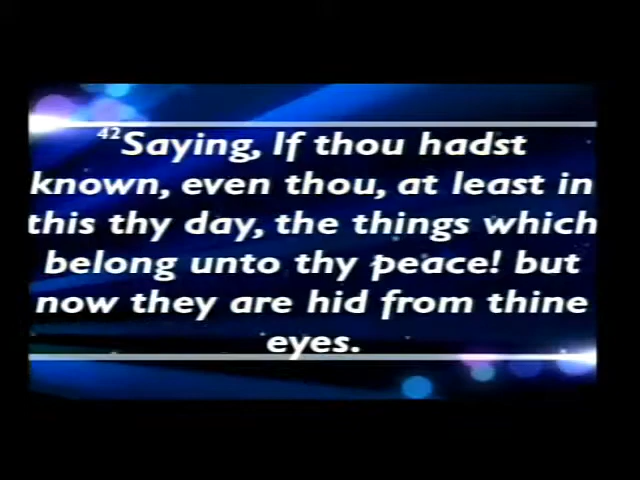 42Saying, If thou hadst
known, even thou, at least in
this thy day, the things which
belong unto thy peace! but
now they are hid from thine
eyes.